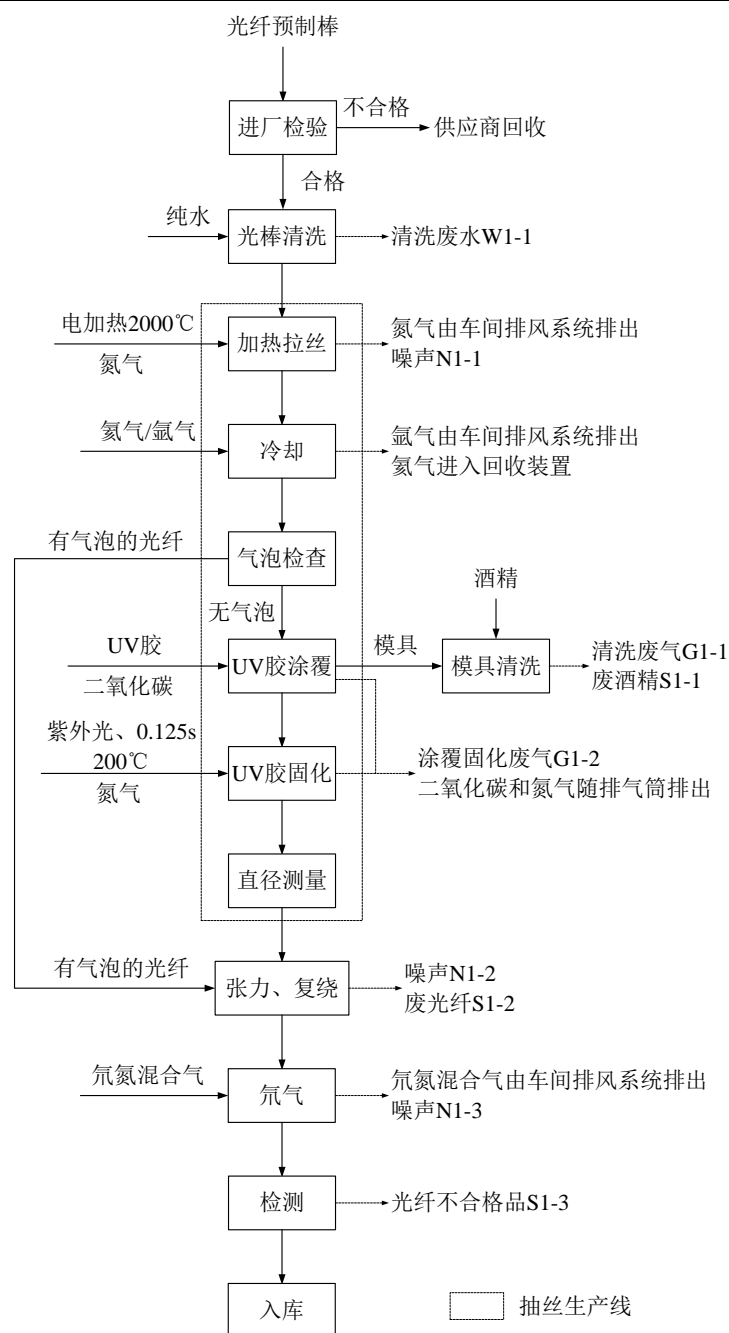 光纤预制棒
进厂检验
不合格
供应商回收
合格
纯水
光棒清洗
清洗废水W1-1
电加热2000℃
氮气
加热拉丝
氮气由车间排风系统排出
噪声N1-1
氦气/氩气
冷却
氩气由车间排风系统排出
氦气进入回收装置
有气泡的光纤
气泡检查
无气泡
酒精
UV胶
二氧化碳
UV胶涂覆
模具
模具清洗
清洗废气G1-1
废酒精S1-1
紫外光、0.125s
200℃
氮气
UV胶固化
涂覆固化废气G1-2
二氧化碳和氮气随排气筒排出
直径测量
有气泡的光纤
张力、复绕
噪声N1-2
废光纤S1-2
氘氮混合气
氘气
氘氮混合气由车间排风系统排出
噪声N1-3
检测
光纤不合格品S1-3
入库
抽丝生产线